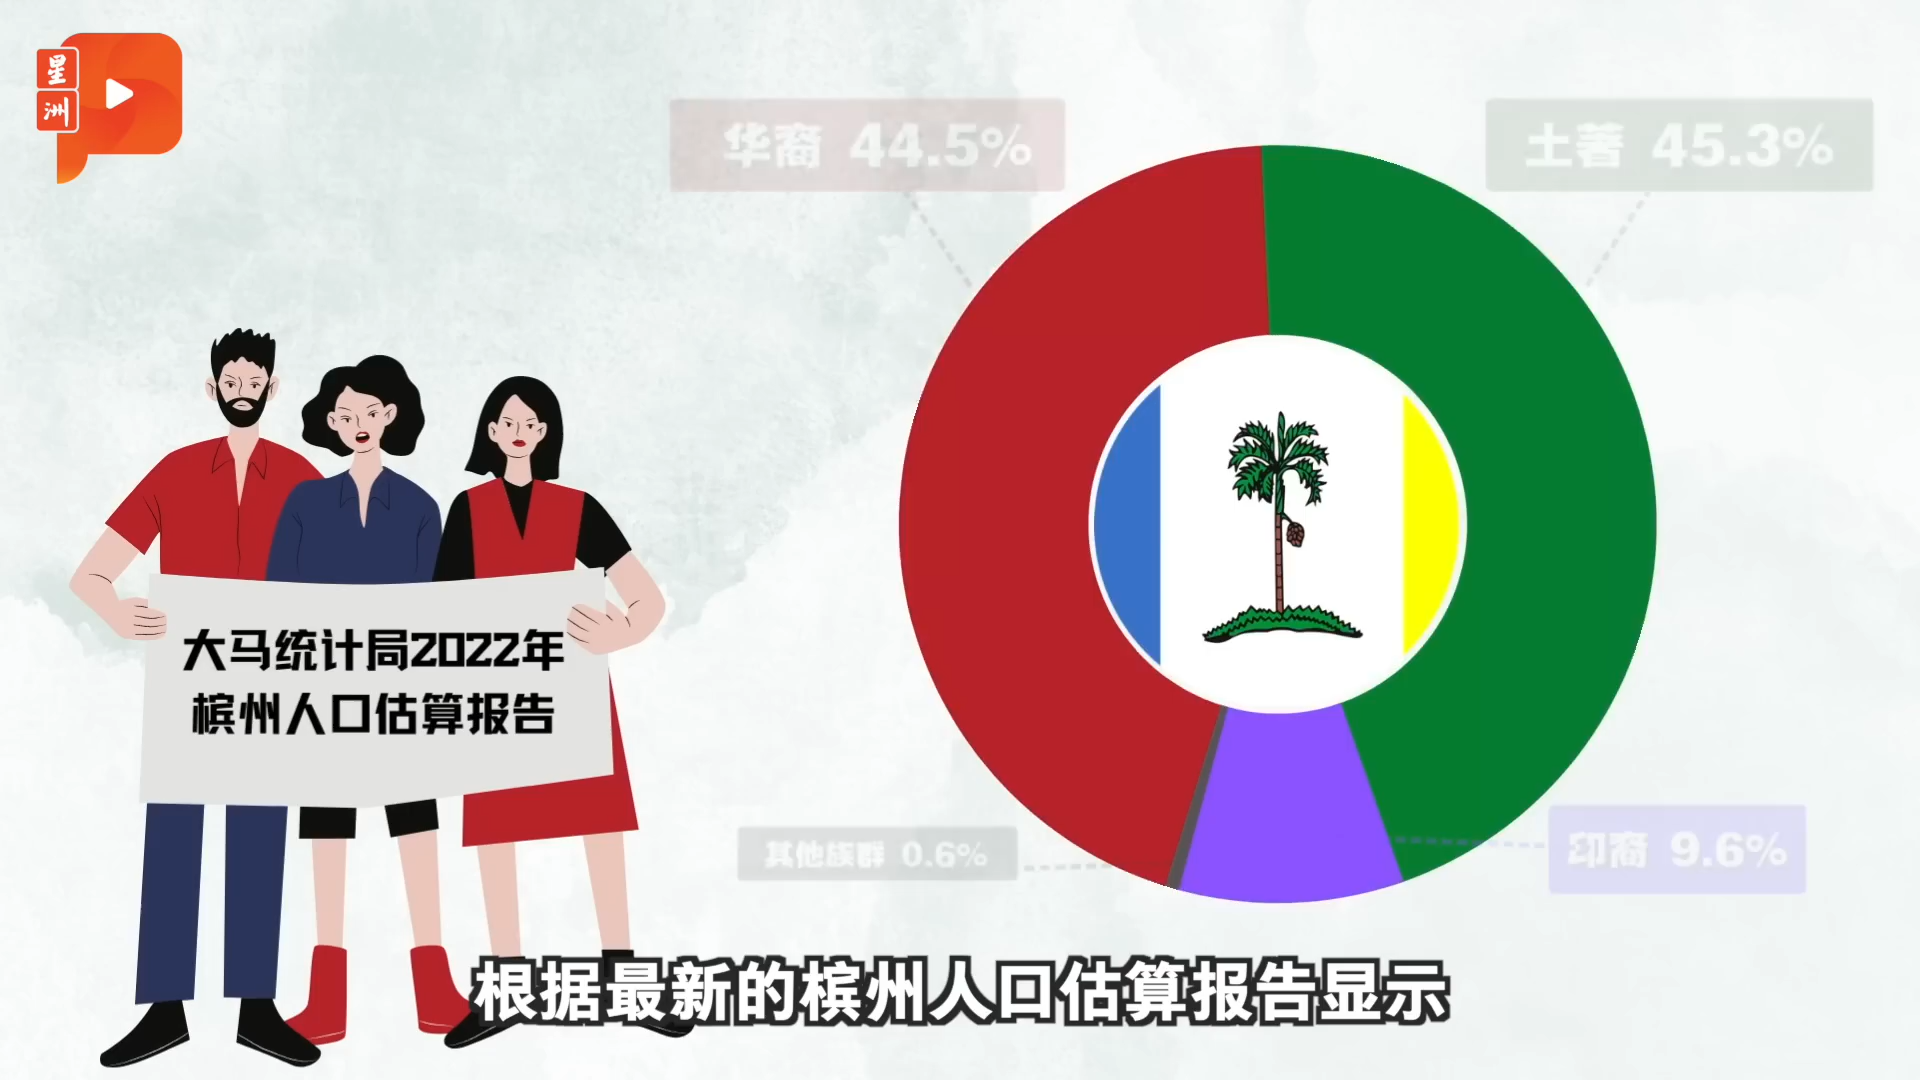 星洲
华裔 44.5%
土著 45.3%
大马统计局2022年
槟州人口估算报告
其他族群 0.6%
印裔 9.6%
根据最新的槟州人口估算报告显示